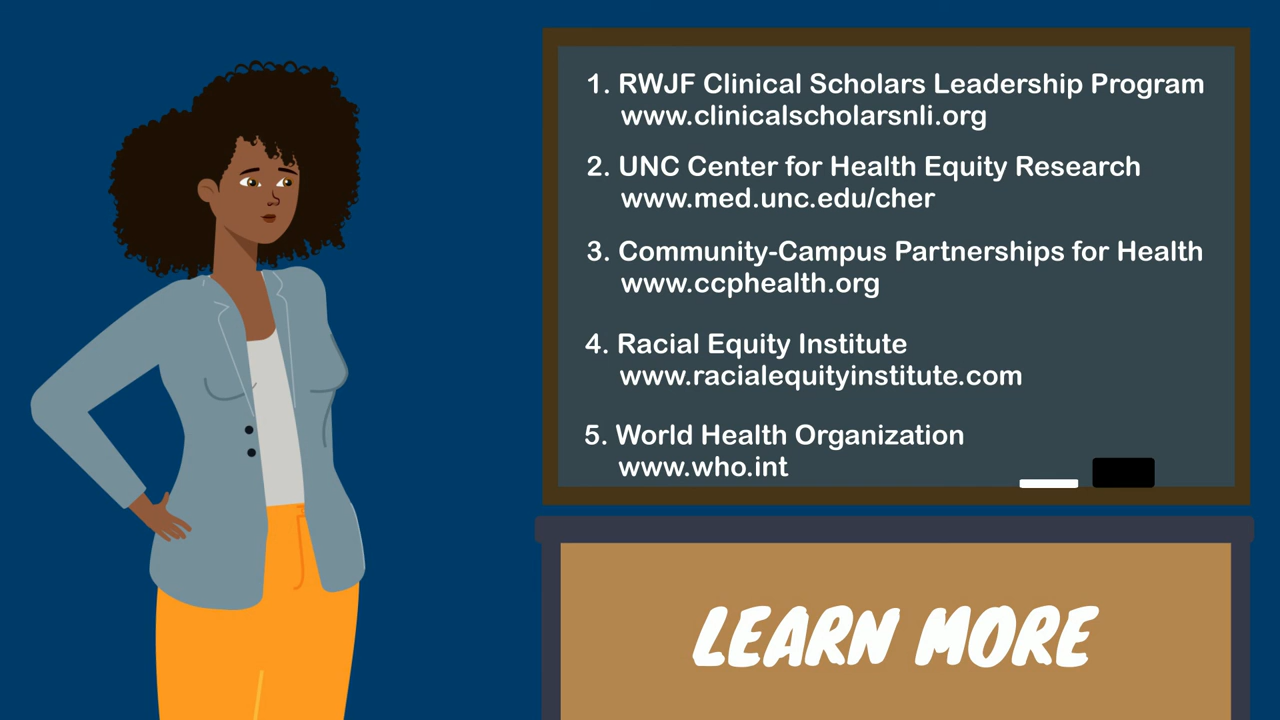 1. RWJF Clinical Scholars Leadership Program
www.clinicalscholarsnli.org
2. UNC Center for Health Equity Research
www.med.unc.edu/cher
3. Community-Campus Partnerships for Health
www.ccphealth.org
4. Racial Equity Institute
www.racialequityinstitute.com
5. World Health Organization
www.who.int
LEARN MORE